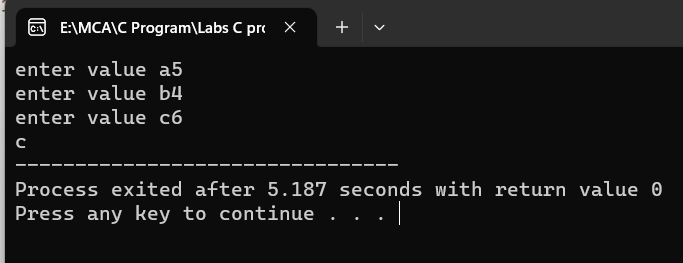 E:\MCA\C Program\Labs C pro
enter value a5
enter value b4
enter value c6
c
--------------------------------
Process exited after 5.187 seconds with return value 0
Press any key to continue . . .